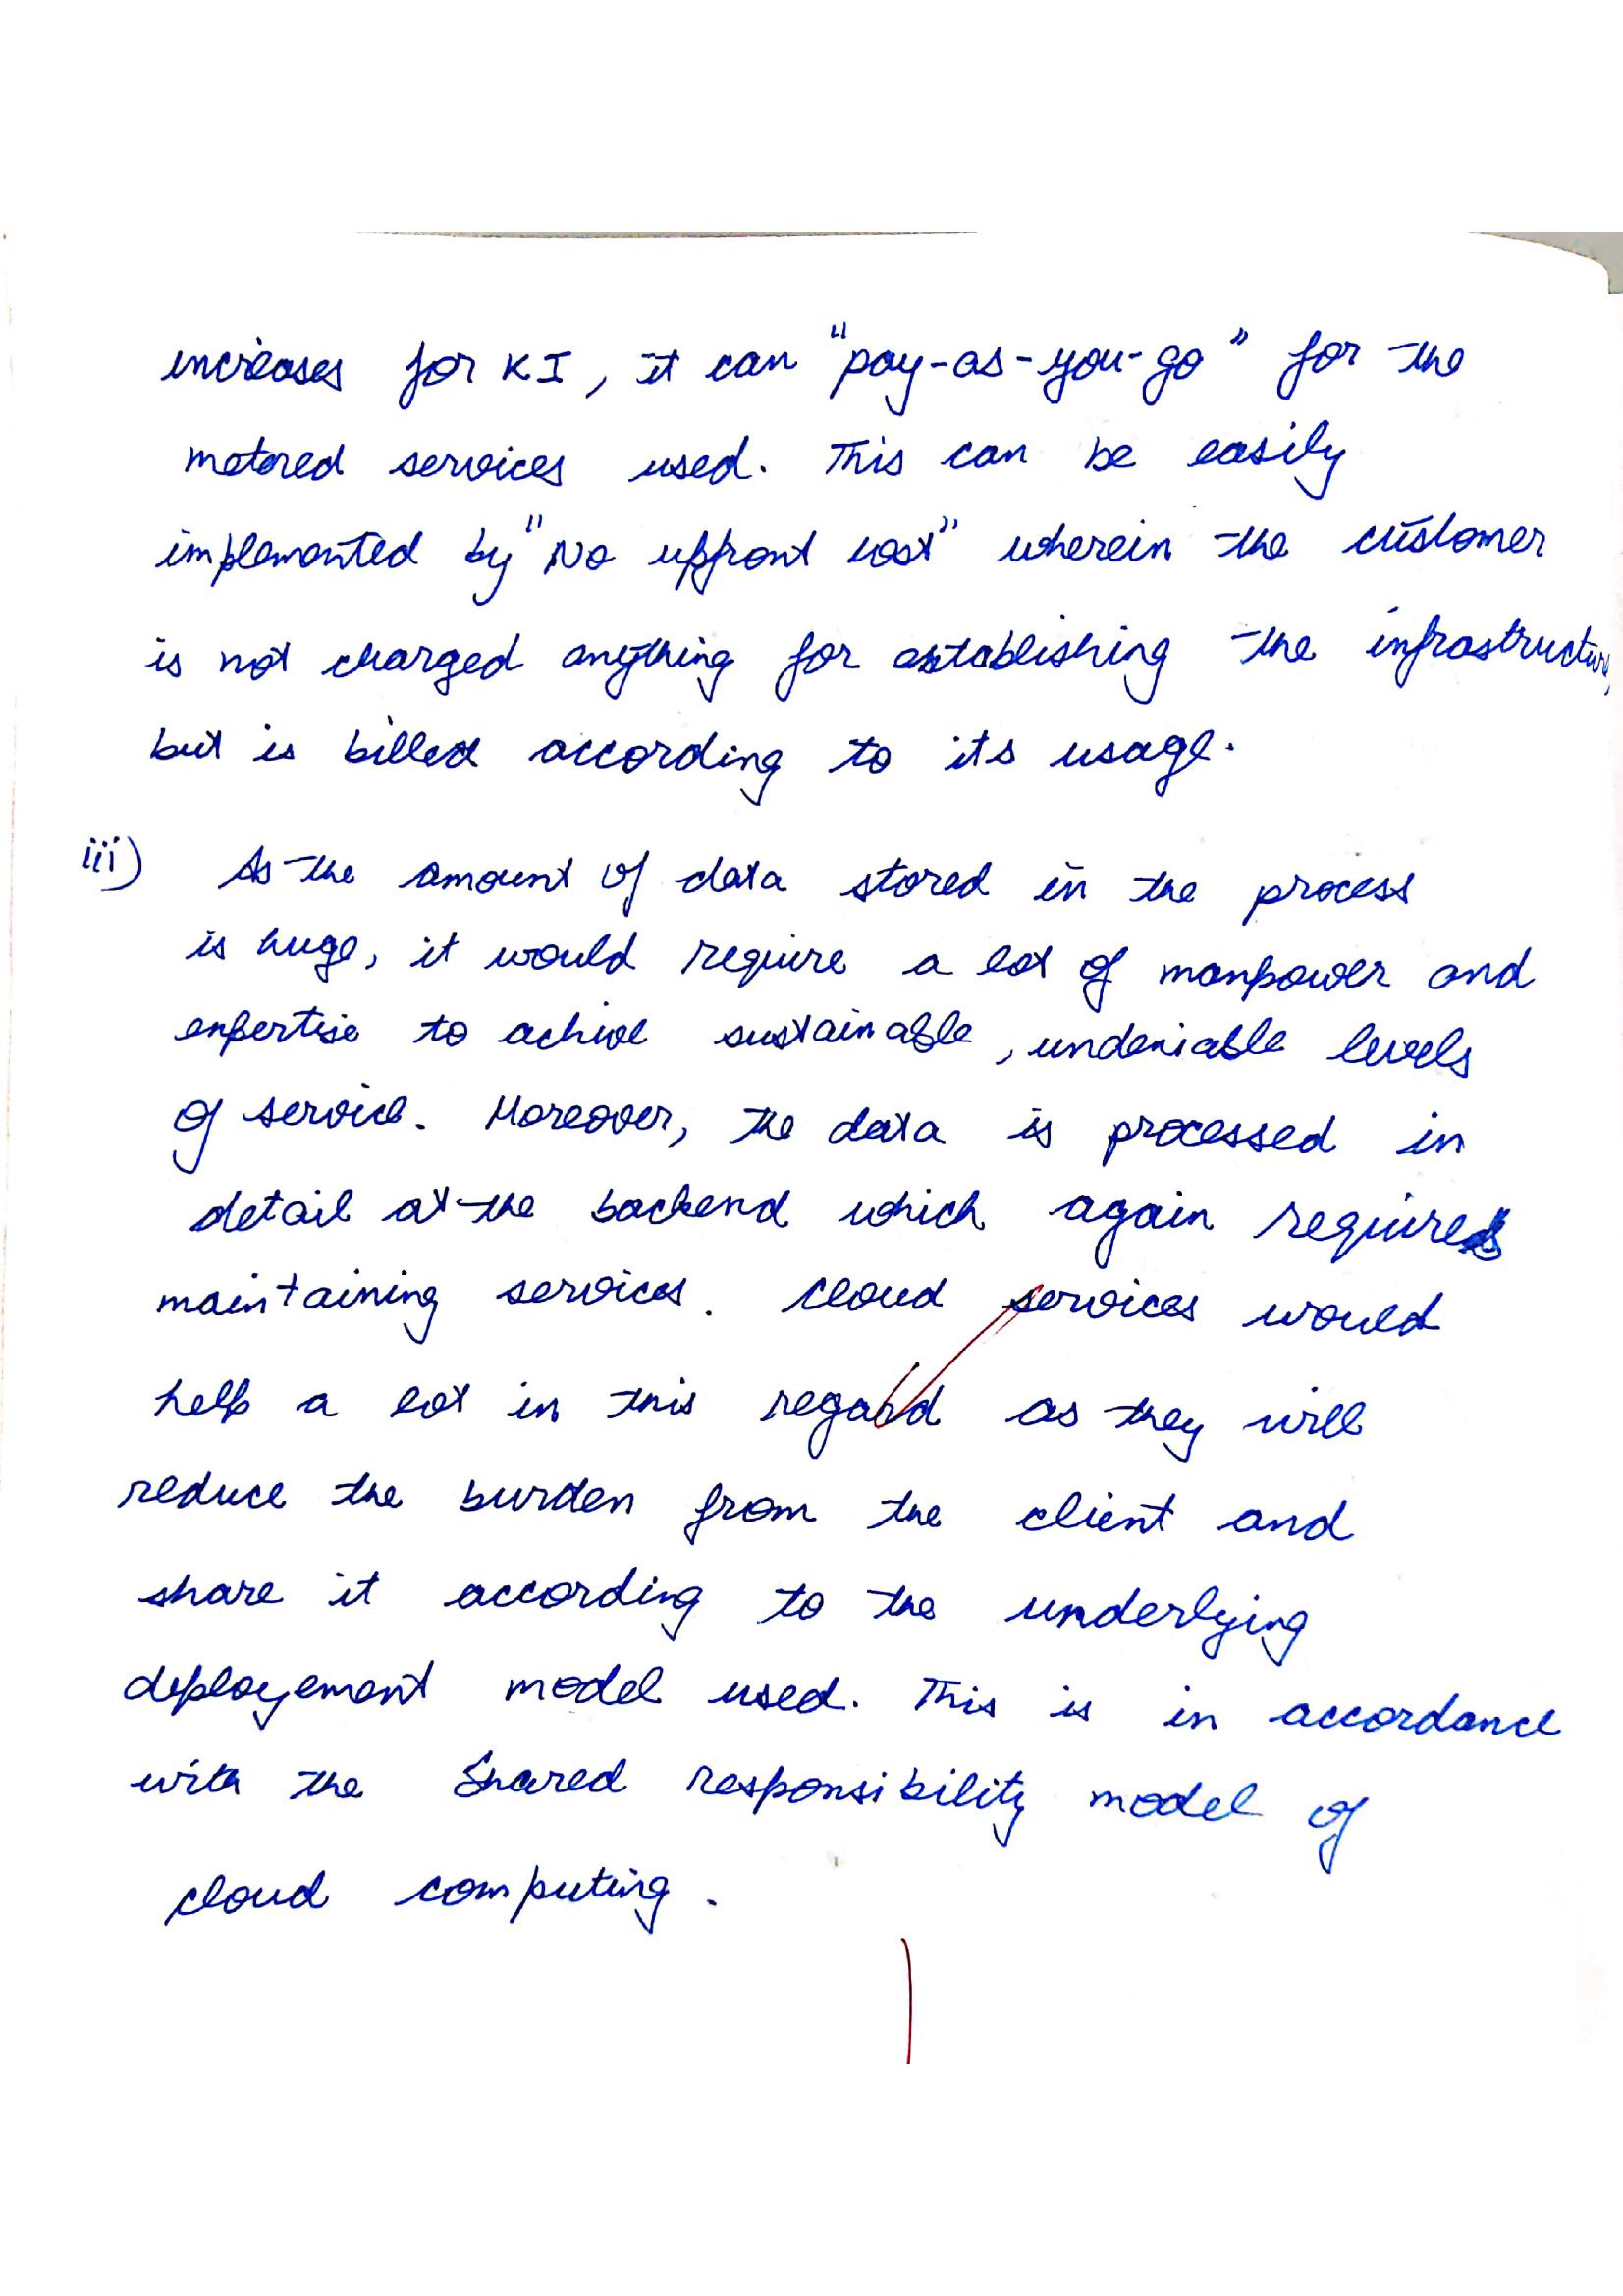 increases for KI, it can "pay-as-you-go" for the
metered services used. This can be easily
implemented by "No upfront cost" wherein the customer
is not charged anything for establishing the infrastructure,
but is billed according to its usage.
iii) As the amount of data stored in the process
is huge, it would require a lot of manpower and
expertise to achive sustainable, undeniable levels
of service. Moreover, the data is processed in
detail at the backend which again requires
maintaining services. Cloud services would
help a lot in this regard as they will
reduce the burden from the client and
share it according to the underlying
deployement model used. This is in accordance
with the Shared responsibility model of
cloud computing.